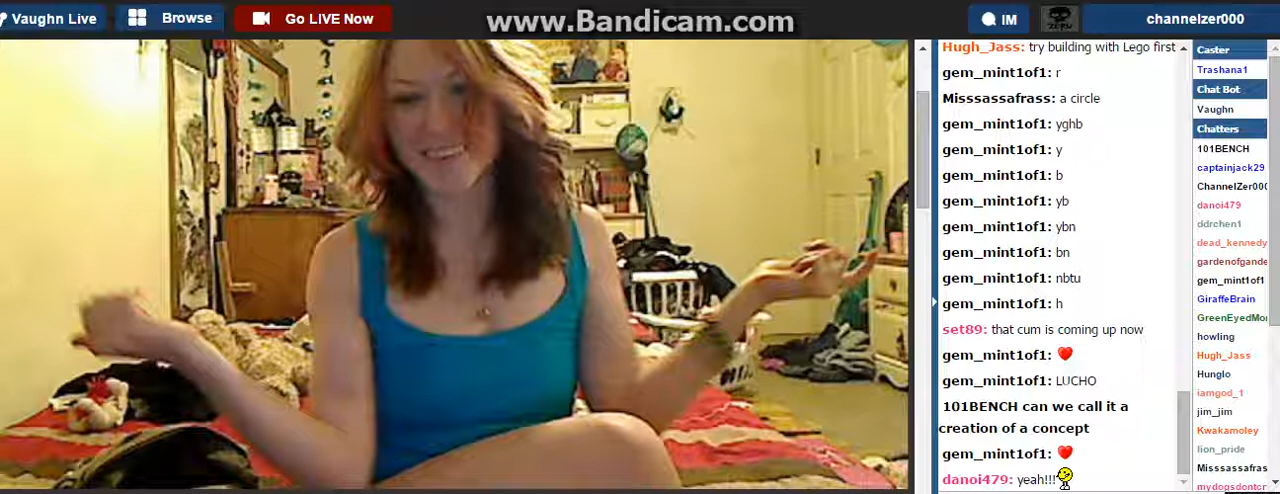 Vaughn Live
Browse
Go LIVE Now
www.Bandicam.com
IM
channelzer000
Hugh_Jass: try building with Lego first
gem_mint1of1: r
Misssassafrass: a circle
gem_mint1of1: yghb
gem_mint1of1: y
gem_mint1of1: b
gem_mint1of1: yb
gem_mint1of1: ybn
gem_mint1of1: bn
gem_mint1of1: nbtu
gem_mint1of1: h
set89: that cum is coming up now
gem_mint1of1:
gem_mint1of1: LUCHO
101BENCH can we call it a
creation of a concept
gem_mint1of1:
danoi479: yeah!!!
Caster
Trashana1
Chat Bot
Vaughn
Chatters
101BENCH
captainjack29
ChannelZer000
danoi479
ddrchen1
dead_kennedy
gardenofgande
gem_mint1of1
GiraffeBrain
GreenEyedMo
howling
Hugh_Jass
Hunglo
iamgod_1
jim_jim
Kwakamoley
lion_pride
Misssassafras
mydogsdontcr